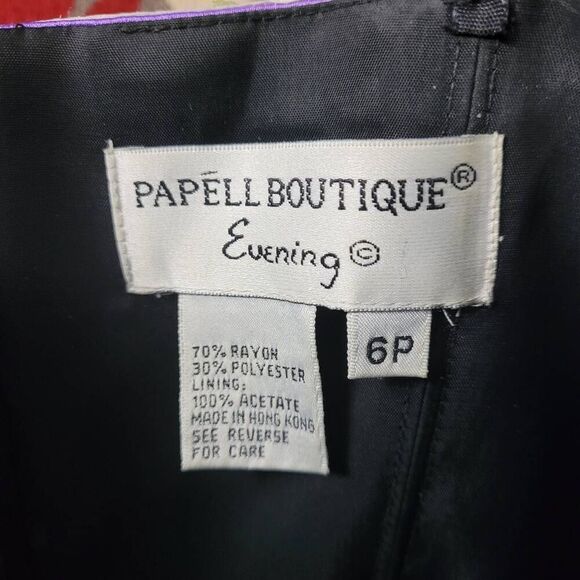 PAPÉLL BOUTIQUE®
Evening ©
6P
70% RAYON
30% POLYESTER
LINING:
100% ACETATE
MADE IN HONG KONG
SEE REVERSE
FOR CARE